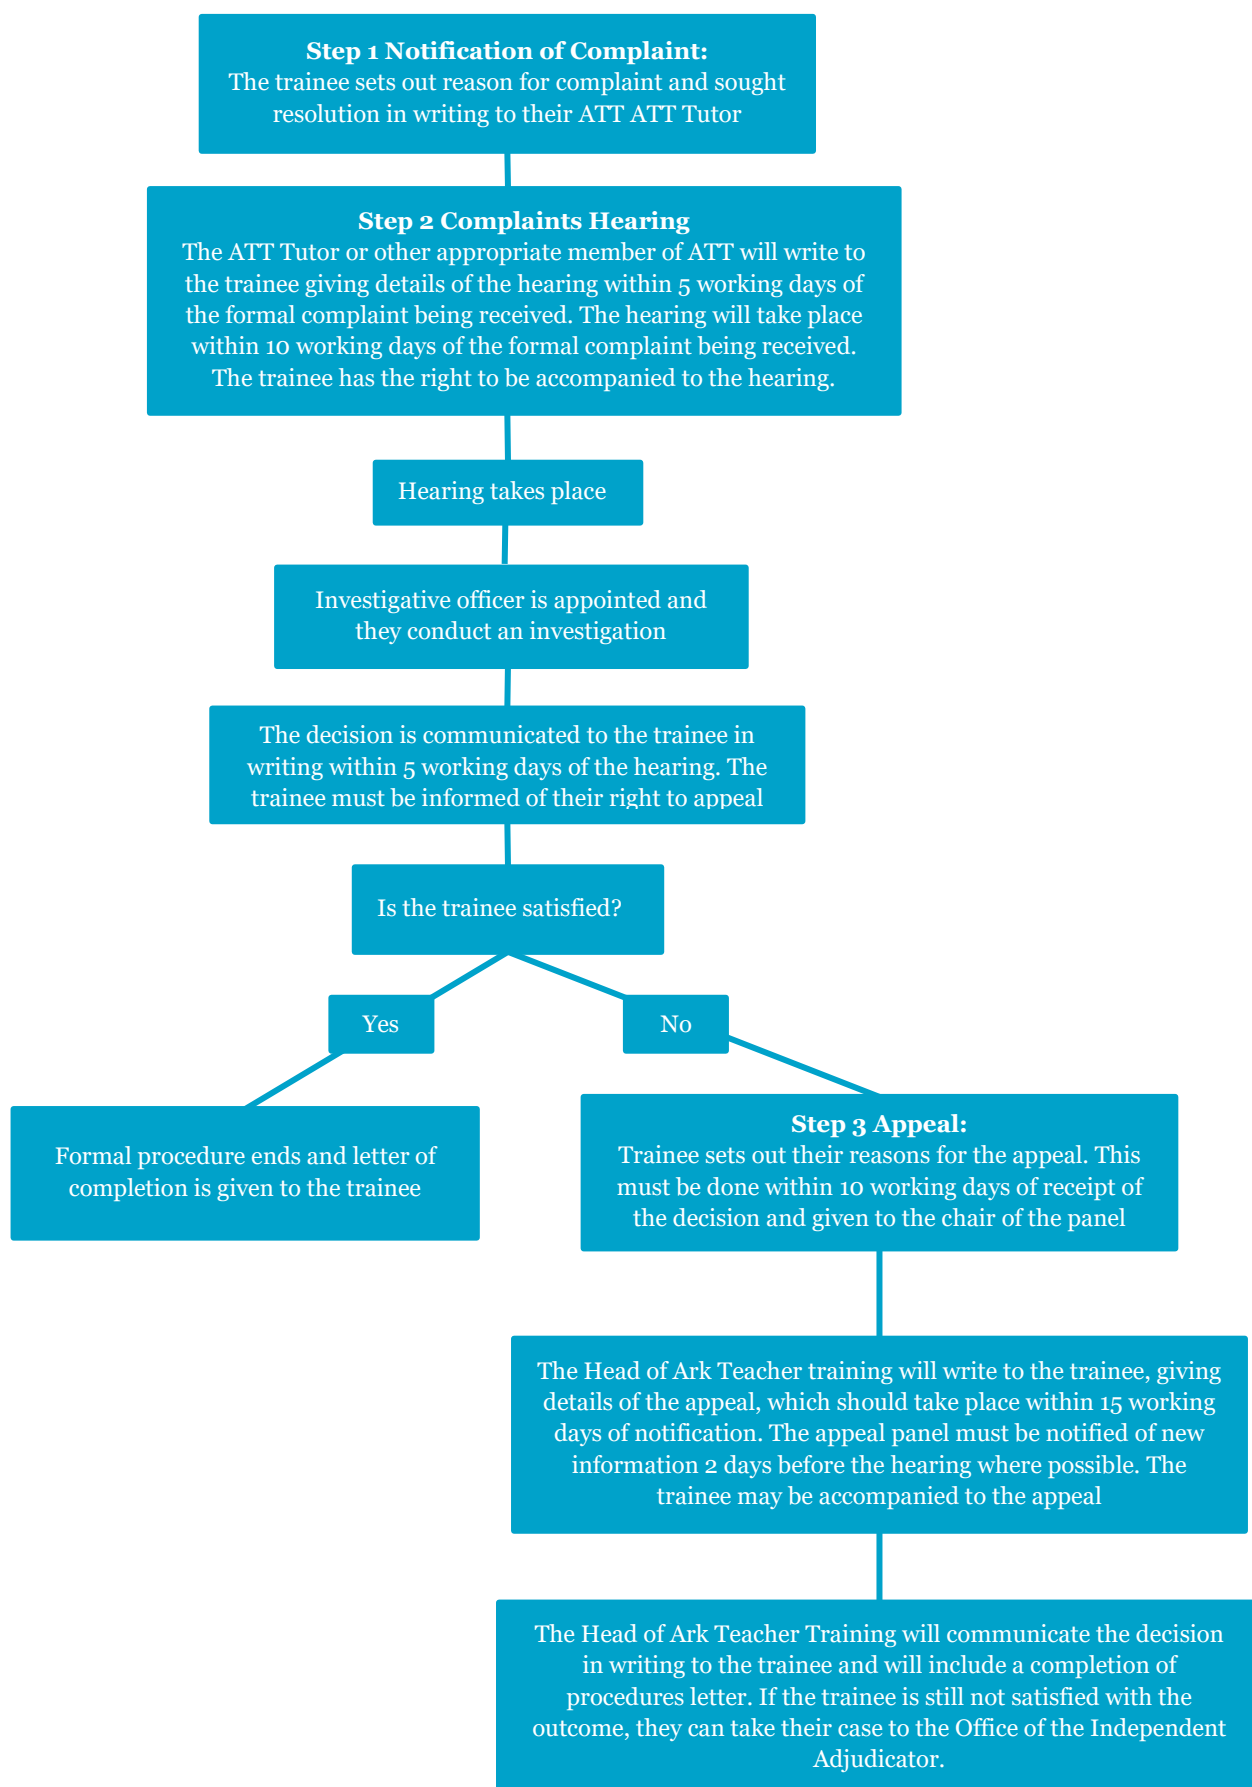 Step 1 Notification of Complaint:
The trainee sets out reason for complaint and sought
resolution in writing to their ATT ATT Tutor
Step 2 Complaints Hearing
The ATT Tutor or other appropriate member of ATT will write to
the trainee giving details of the hearing within 5 working days of
the formal complaint being received. The hearing will take place
within 10 working days of the formal complaint being received.
The trainee has the right to be accompanied to the hearing.
Hearing takes place
Investigative officer is appointed and
they conduct an investigation
The decision is communicated to the trainee in
writing within 5 working days of the hearing. The
trainee must be informed of their right to appeal
Is the trainee satisfied?
Yes
No
Formal procedure ends and letter of
completion is given to the trainee
Step 3 Appeal:
Trainee sets out their reasons for the appeal. This
must be done within 10 working days of receipt of
the decision and given to the chair of the panel
The Head of Ark Teacher training will write to the trainee, giving
details of the appeal, which should take place within 15 working
days of notification. The appeal panel must be notified of new
information 2 days before the hearing where possible. The
trainee may be accompanied to the appeal
The Head of Ark Teacher Training will communicate the decision
in writing to the trainee and will include a completion of
procedures letter. If the trainee is still not satisfied with the
outcome, they can take their case to the Office of the Independent
Adjudicator.